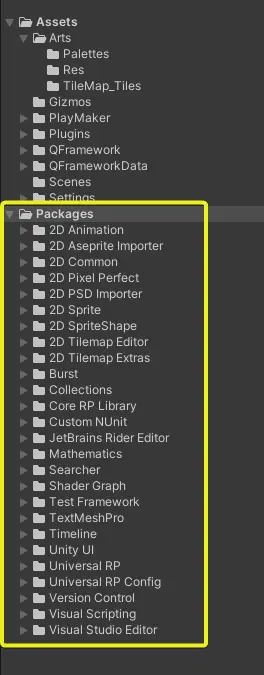 Assets
Arts
Palettes
Res
TileMap_Tiles
Gizmos
PlayMaker
Plugins
QFramework
QFrameworkData
Scenes
Settings
Packages
2D Animation
2D Aseprite Importer
2D Common
2D Pixel Perfect
2D PSD Importer
2D Sprite
2D SpriteShape
2D Tilemap Editor
2D Tilemap Extras
Burst
Collections
Core RP Library
Custom NUnit
JetBrains Rider Editor
Mathematics
Searcher
Shader Graph
Test Framework
TextMeshPro
Timeline
Unity UI
Universal RP
Universal RP Config
Version Control
Visual Scripting
Visual Studio Editor